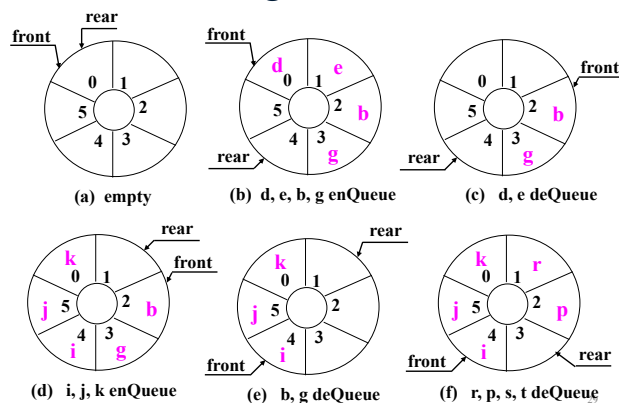 rear
front
0 1
5 2
4 3
(a) empty
front
d e
0 1
5 2 b
4 3
g
rear
(b) d, e, b, g enQueue
front
0 1
5 2 b
4 3
g
rear
(c) d, e deQueue
rear
front
k
0 1
j 5 2 b
4 3
i g
(d) i, j, k enQueue
rear
k
0 1
j 5 2
4 3
i
front
(e) b, g deQueue
k r
0 1
j 5 2 p
4 3
i
front
rear
(f) r, p, s, t deQueue